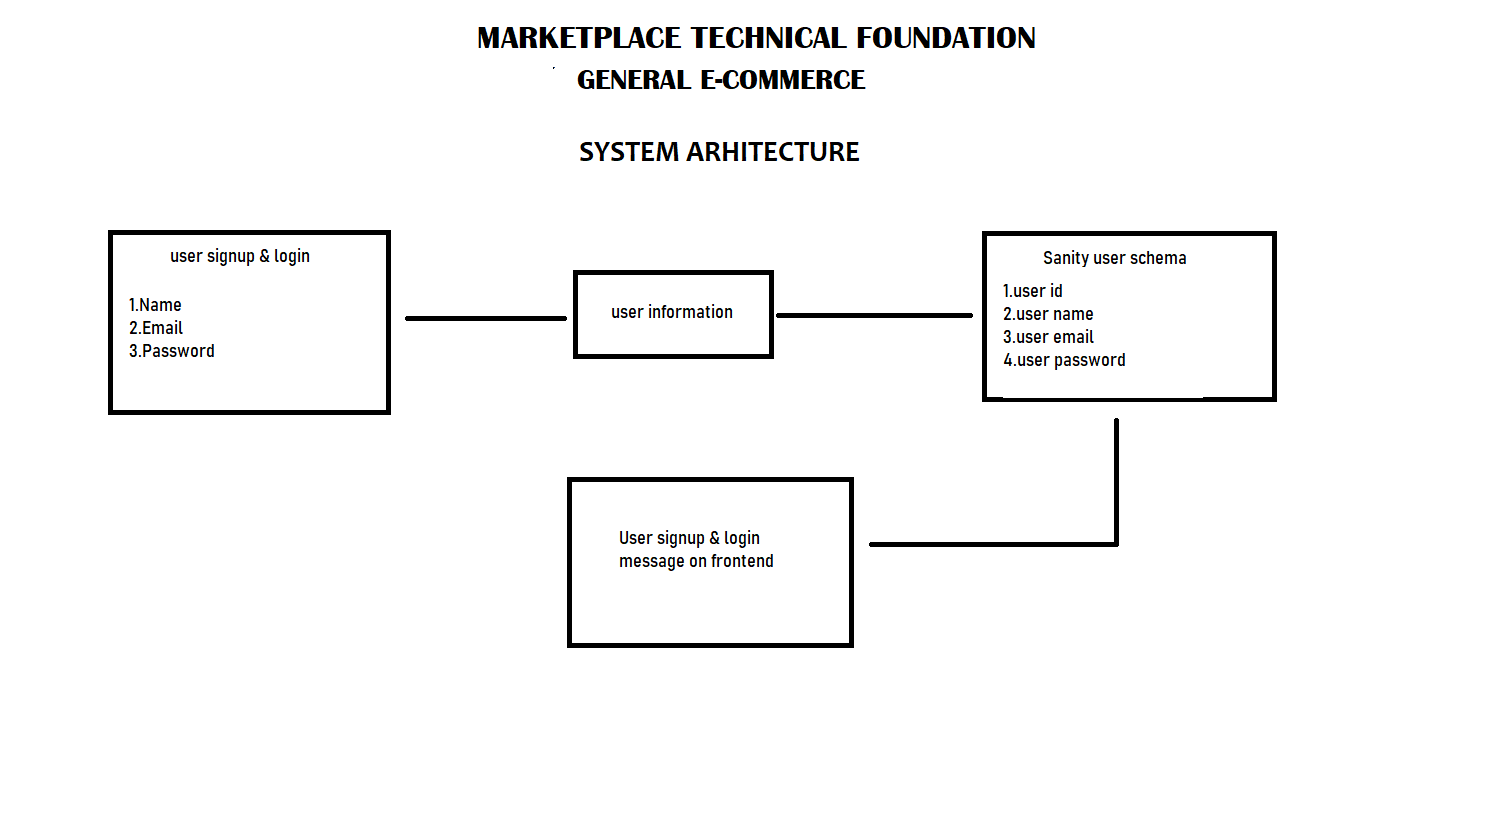 MARKETPLACE TECHNICAL FOUNDATION
GENERAL E-COMMERCE
SYSTEM ARHITECTURE
user signup & login
1.Name
2.Email
3.Password
user information
Sanity user schema
1.user id
2.user name
3.user email
4.user password
User signup & login
message on frontend